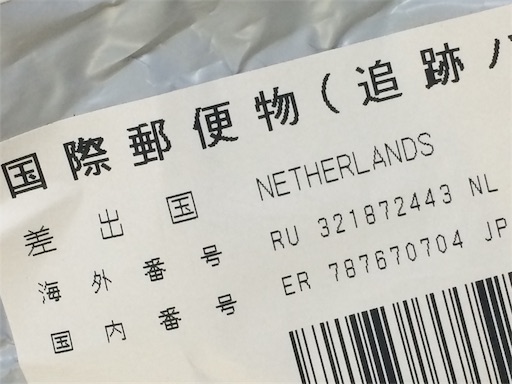 国際郵便物(追跡
差出国 NETHERLANDS
海外番号 RU 321872443 NL
国内番号 ER 787670704 JP